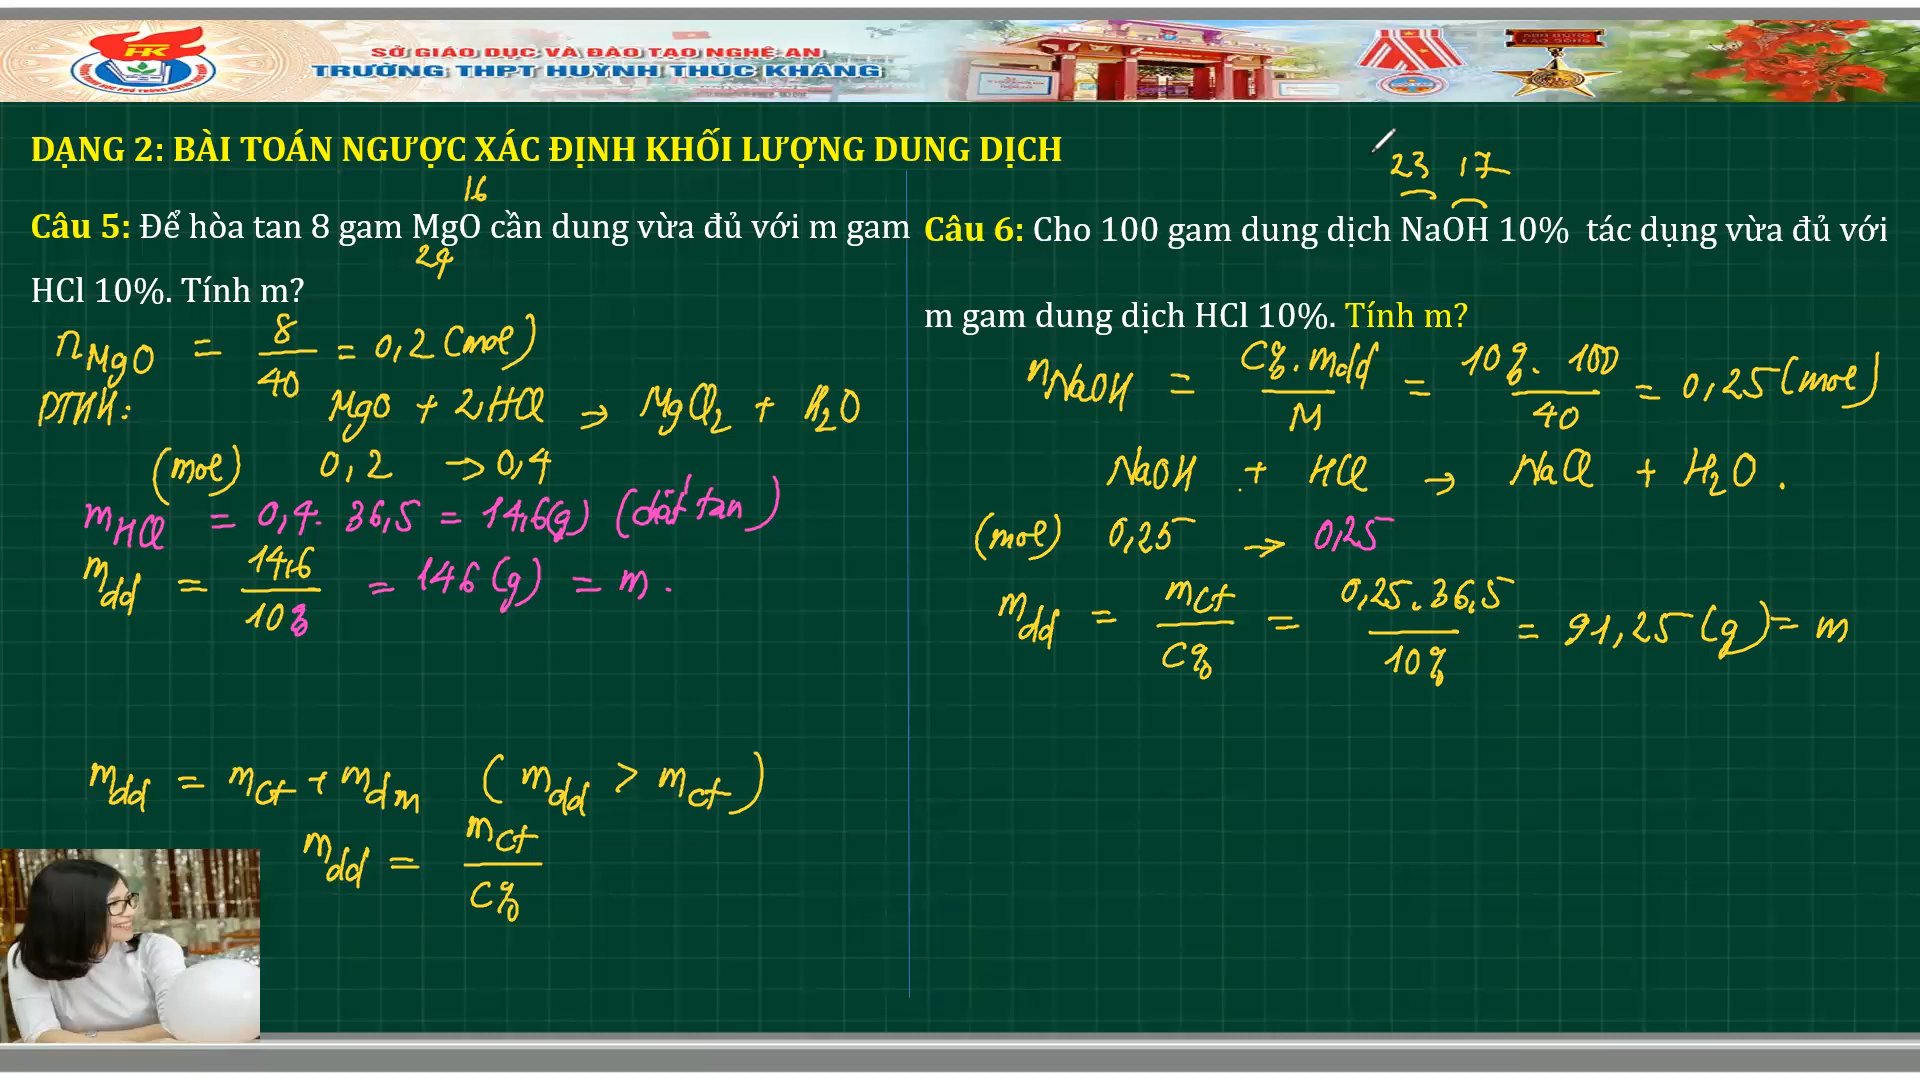 HK
SỞ GIÁO DỤC VÀ ĐÀO TẠO NGHỆ AN
TRƯỜNG THPT HUỲNH THÚC KHÁNG
ANH HÙNG LAO ĐỘNG
DẠNG 2: BÀI TOÁN NGƯỢC XÁC ĐỊNH KHỐI LƯỢNG DUNG DỊCH
16
Câu 5: Để hòa tan 8 gam MgO cần dung vừa đủ với m gam
24
HCl 10%. Tính m?
n MgO = 8/40 = 0,2 (mol)
PTHH: MgO + 2HCl → MgCl2 + H2O
(mol) 0,2 → 0,4
mHCl = 0,4. 36,5 = 14,6(g) (chất tan)
mdd = 14,6/10% = 146 (g) = m.
mdd = mct + mdm (mdd > mct)
mdd = mct/C%
23 17
Câu 6: Cho 100 gam dung dịch NaOH 10% tác dụng vừa đủ với
m gam dung dịch HCl 10%. Tính m?
nNaOH = C%.mdd/M = 10%. 100/40 = 0,25 (mol)
NaOH + HCl → NaCl + H2O.
(mol) 0,25 → 0,25
mdd = mct/C% = 0,25.36,5/10% = 91,25 (g) = m